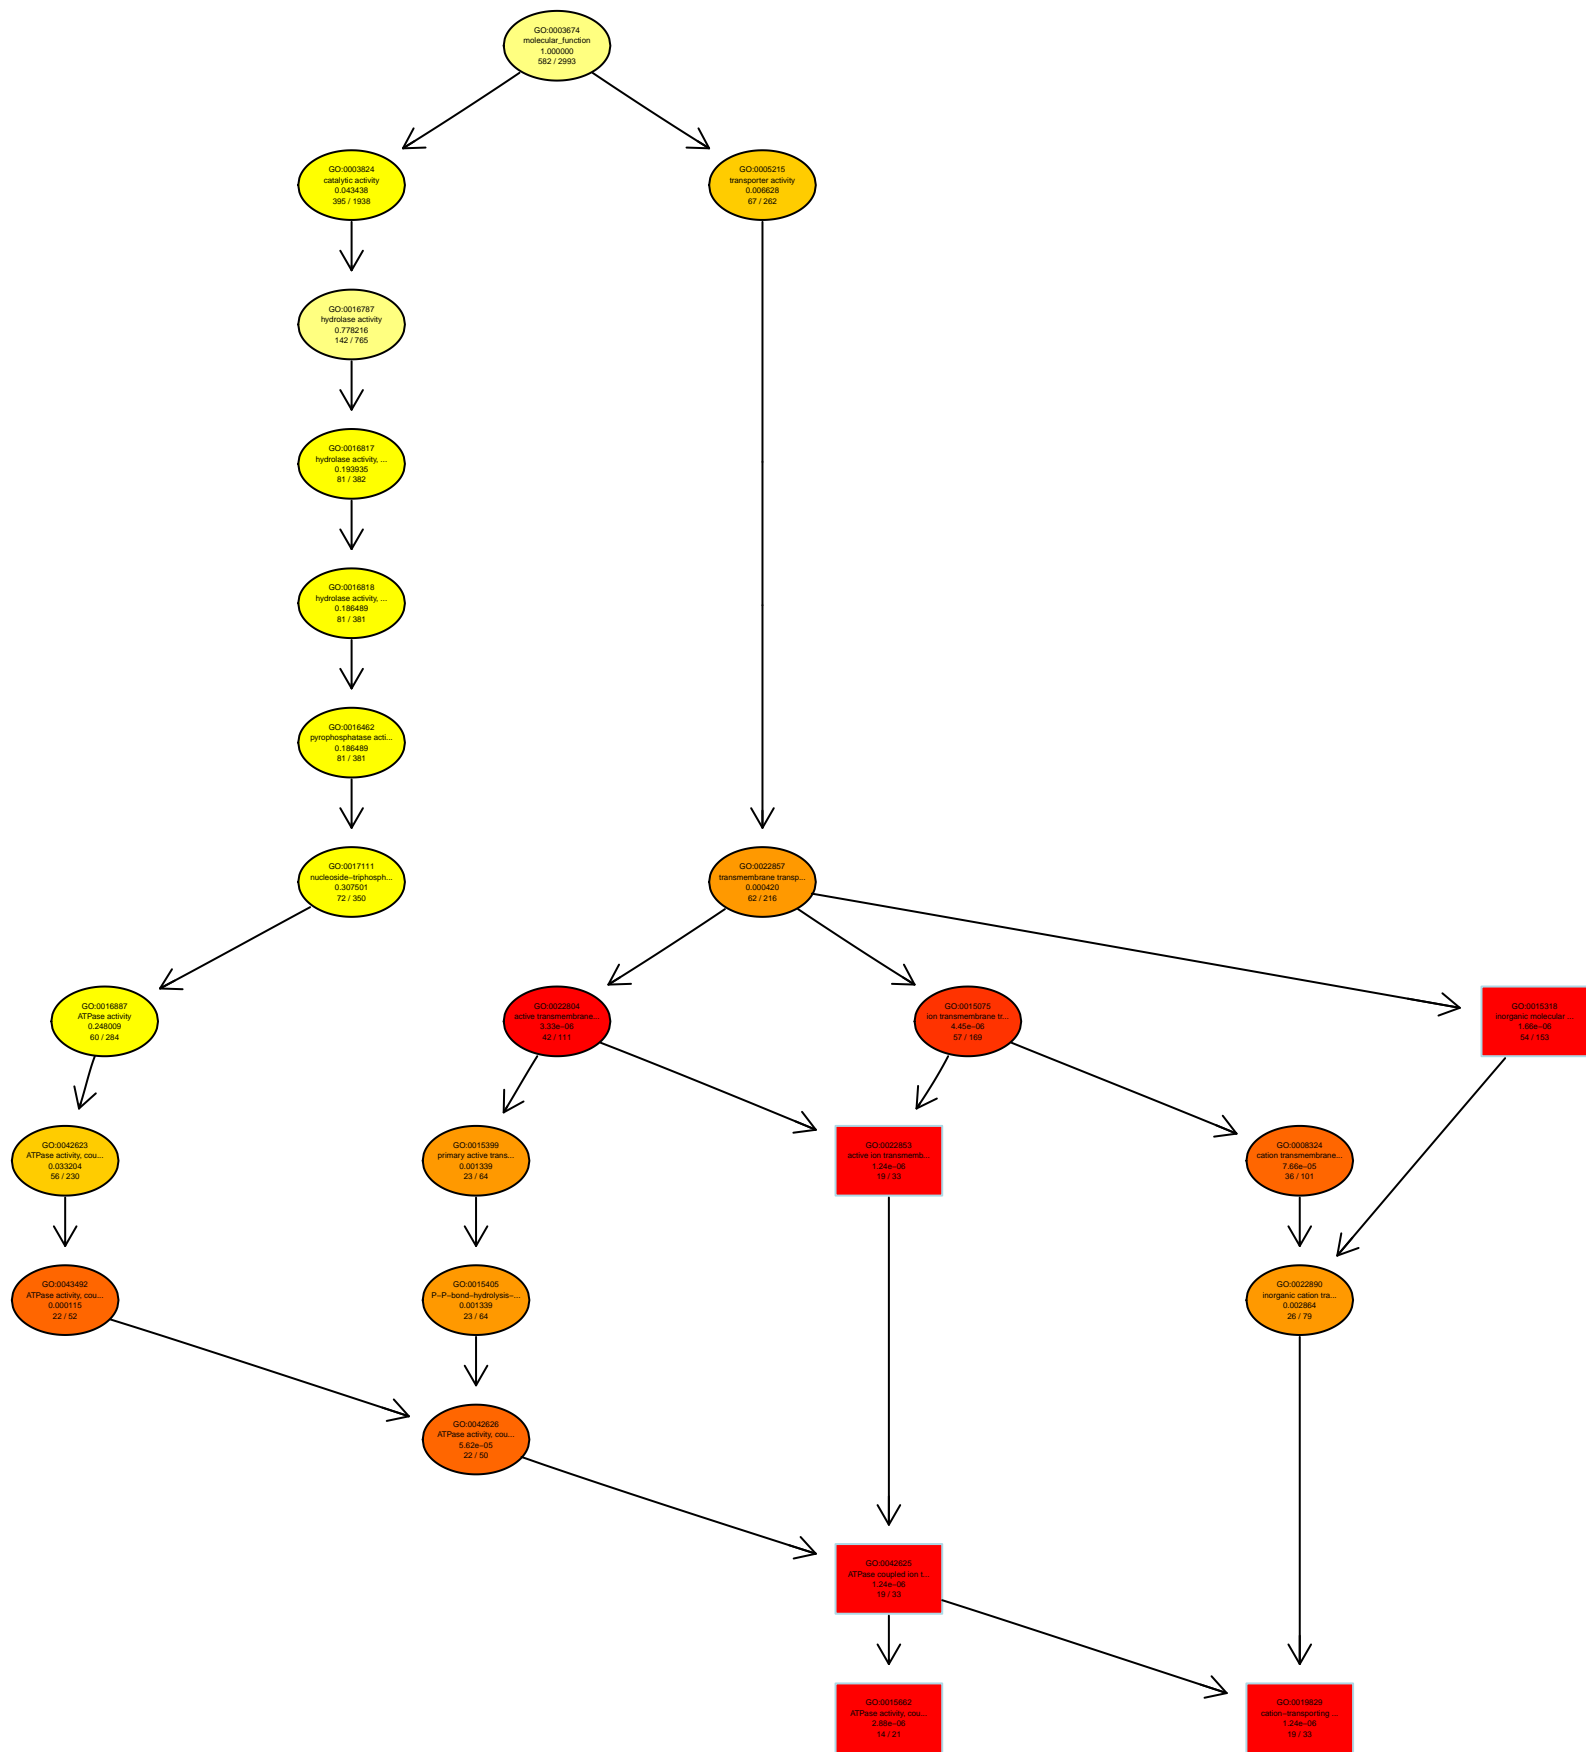 GO:0003674
molecular_function
1.000000
582 / 2993
GO:0003824
catalytic activity
0.043438
395 / 1938
GO:0005215
transporter activity
0.006628
67 / 262
GO:0016787
hydrolase activity
0.778216
142 / 765
GO:0016817
hydrolase activity, ...
0.193935
81 / 382
GO:0016818
hydrolase activity, ...
0.186489
81 / 381
GO:0016462
pyrophosphatase acti...
0.186489
81 / 381
GO:0017111
nucleoside−triphosph...
0.307501
72 / 350
GO:0022857
transmembrane transp...
0.000420
62 / 216
GO:0016887
ATPase activity
0.248009
60 / 284
GO:0022804
active transmembrane...
3.33e−06
42 / 111
GO:0015075
ion transmembrane tr...
4.45e−06
57 / 169
GO:0015318
inorganic molecular ...
1.66e−06
54 / 153
GO:0042623
ATPase activity, cou...
0.033204
56 / 230
GO:0015399
primary active trans...
0.001339
23 / 64
GO:0022853
active ion transmemb...
1.24e−06
19 / 33
GO:0008324
cation transmembrane...
7.66e−05
36 / 101
GO:0043492
ATPase activity, cou...
0.000115
22 / 52
GO:0015405
P−P−bond−hydrolysis−...
0.001339
23 / 64
GO:0022890
inorganic cation tra...
0.002864
26 / 79
GO:0042626
ATPase activity, cou...
5.62e−05
22 / 50
GO:0042625
ATPase coupled ion t...
1.24e−06
19 / 33
GO:0015662
ATPase activity, cou...
2.88e−06
14 / 21
GO:0019829
cation−transporting ...
1.24e−06
19 / 33